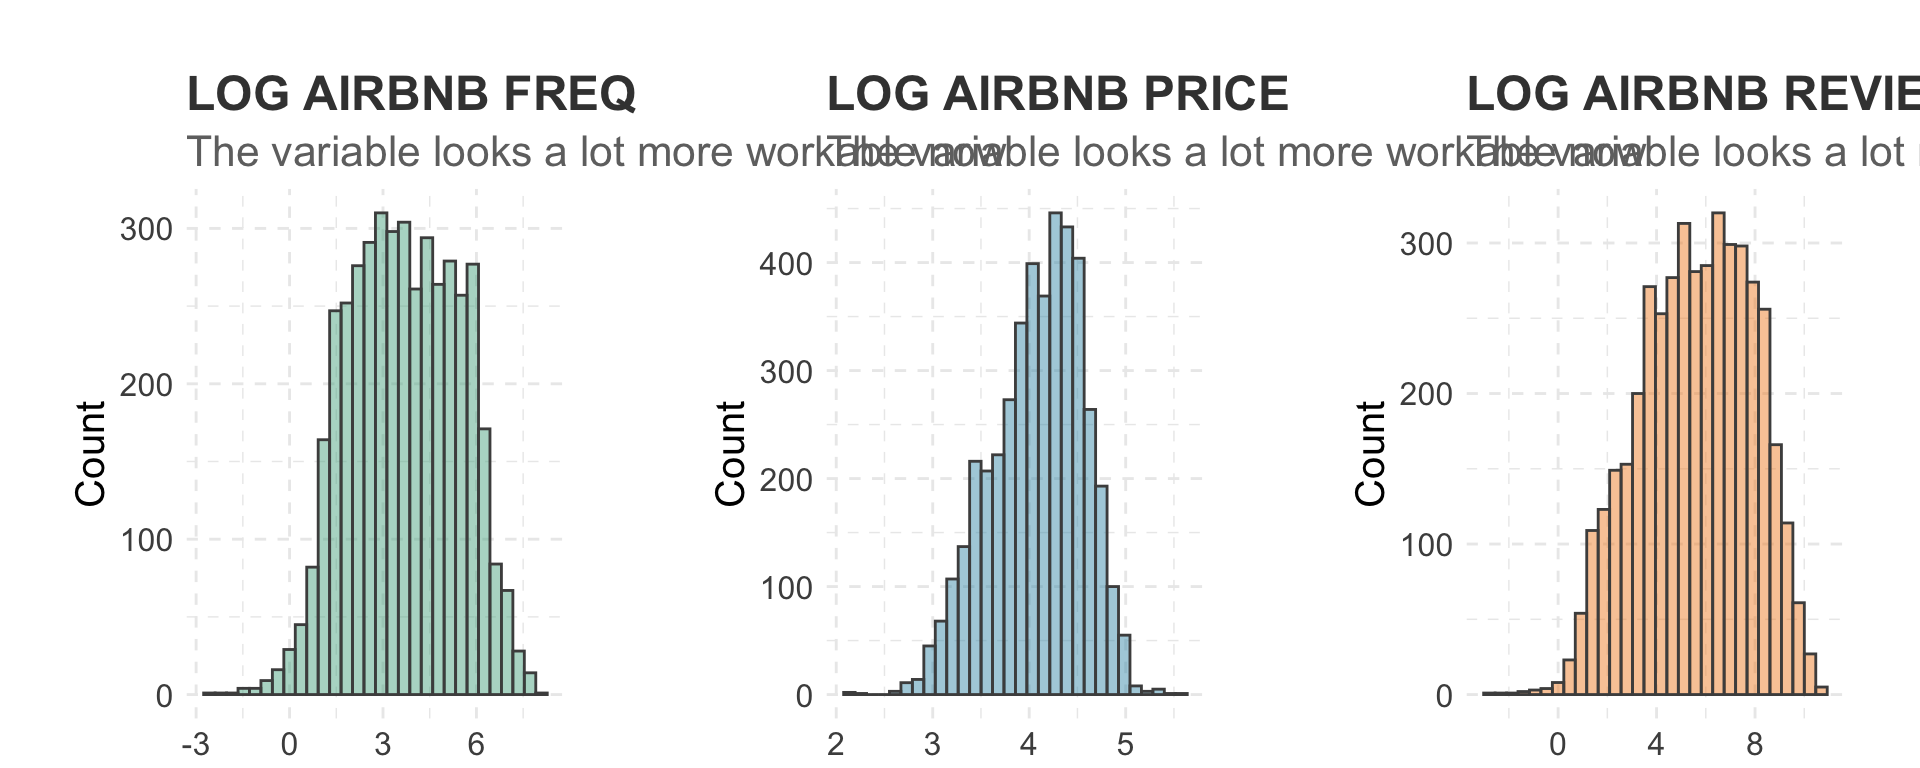 LOG AIRBNB FREQ
The variable looks a lot more workable now!
300
200
100
0
Count
-3 0 3 6
LOG AIRBNB PRICE
The variable looks a lot more workable now!
400
300
200
100
0
Count
2 3 4 5
LOG AIRBNB REVIE
The variable looks a lot
300
200
100
0
Count
0 4 8